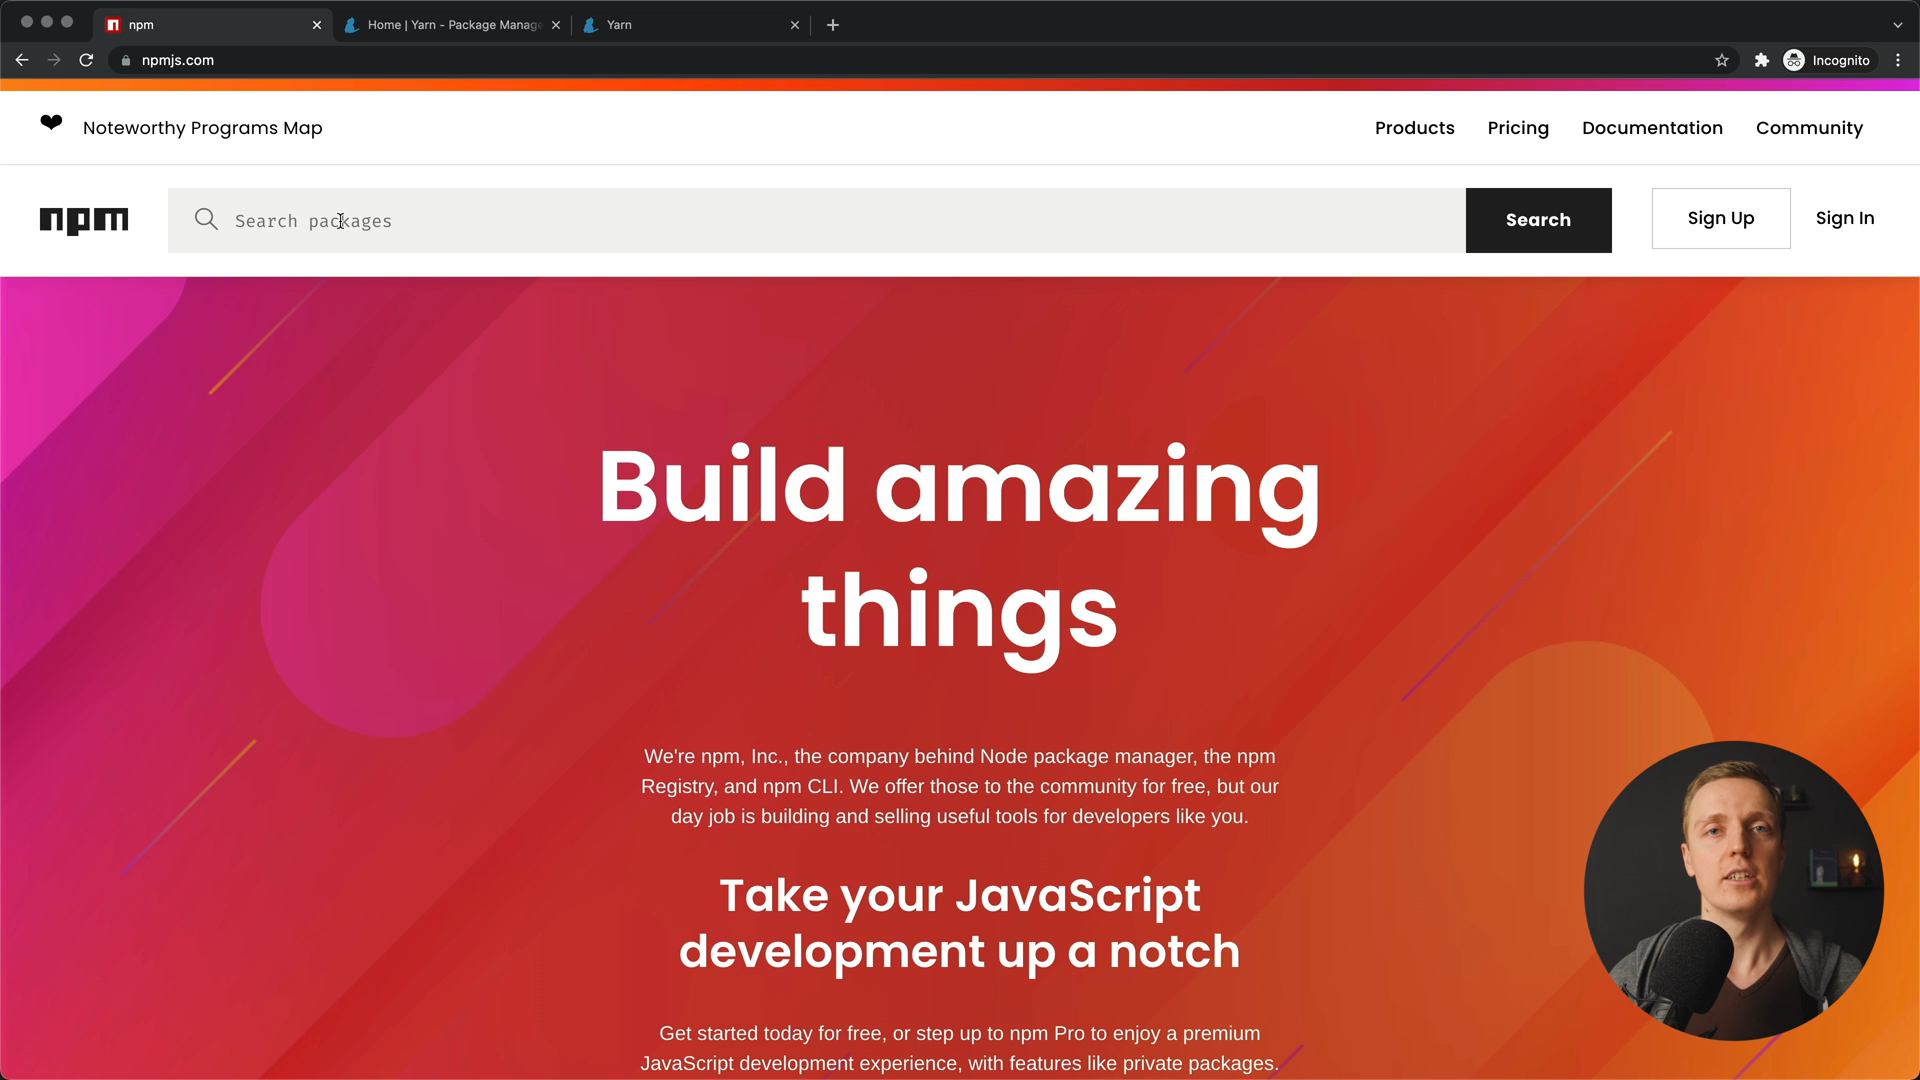 npm
Home | Yarn - Package Manage
Yarn
npmjs.com
Incognito
Noteworthy Programs Map
Products
Pricing
Documentation
Community
npm
Search packages
Search
Sign Up
Sign In
Build amazing
things
We're npm, Inc., the company behind Node package manager, the npm
Registry, and npm CLI. We offer those to the community for free, but our
day job is building and selling useful tools for developers like you.
Take your JavaScript
development up a notch
Get started today for free, or step up to npm Pro to enjoy a premium
JavaScript development experience, with features like private packages.